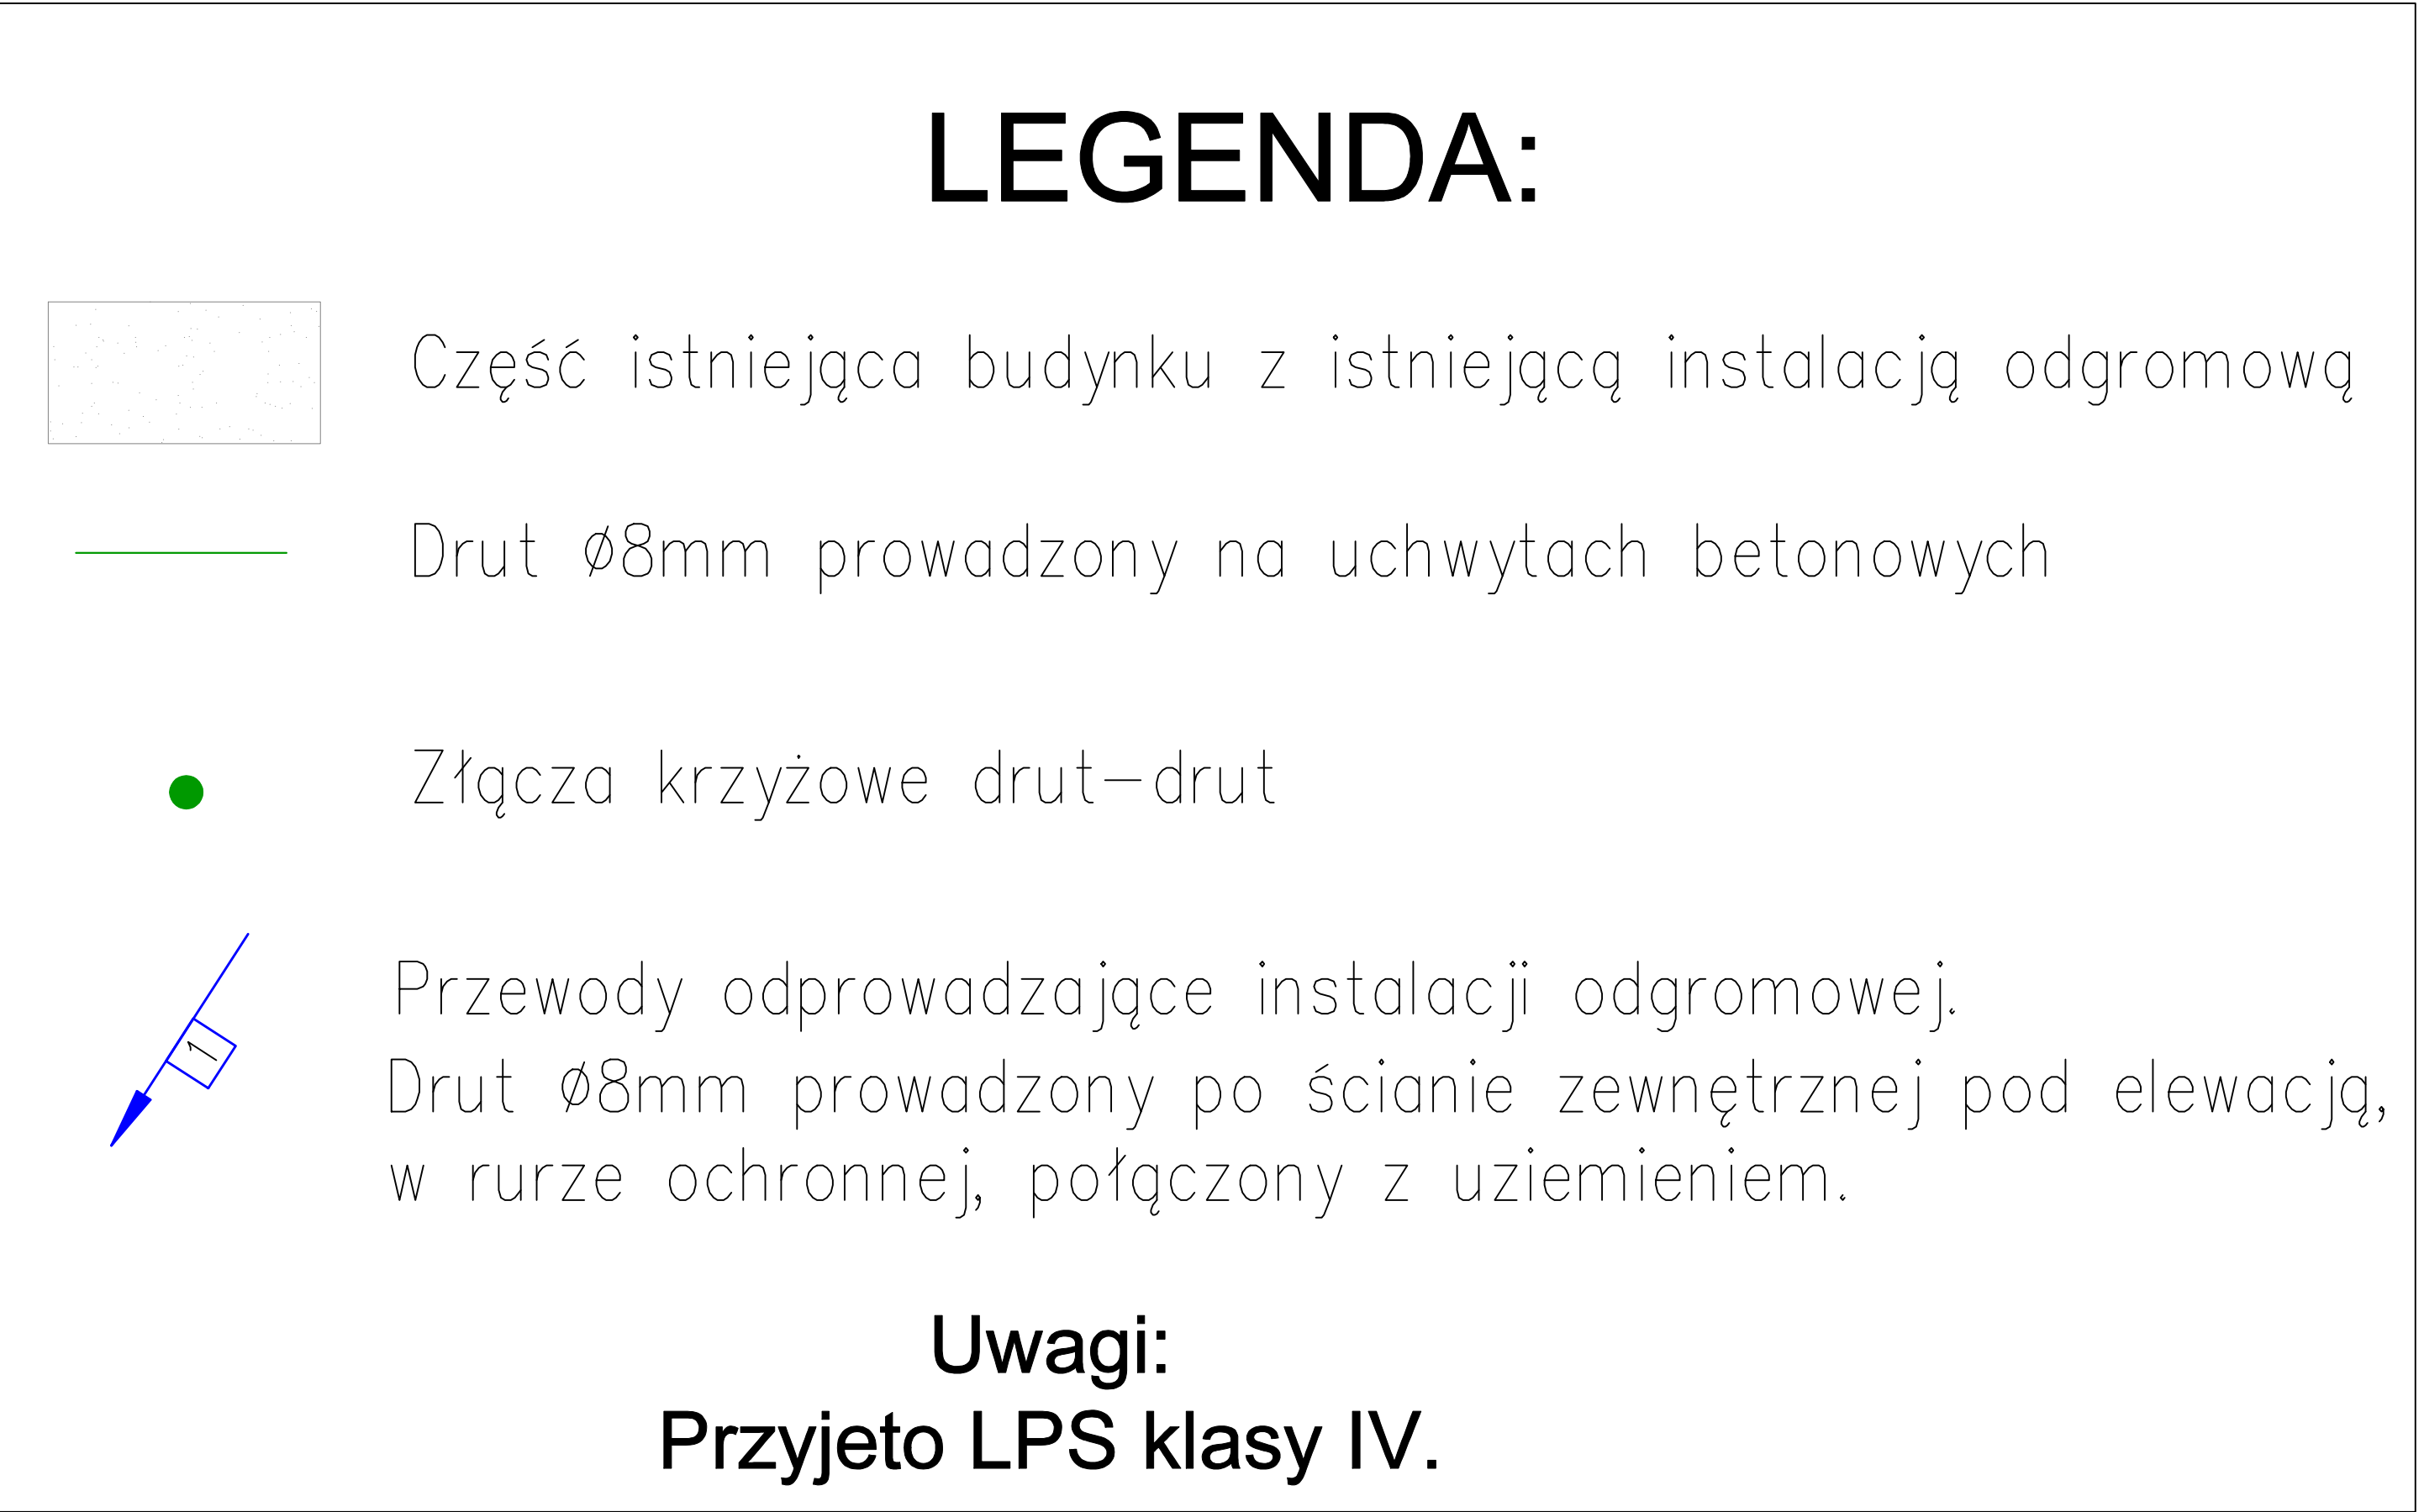 LEGENDA:
Część istniejąca budynku z istniejącą instalacją odgromową
Drut Ø8mm prowadzony na uchwytach betonowych
Złącza krzyżowe drut-drut
Przewody odprowadzające instalacji odgromowej.
1
Drut Ø8mm prowadzony po ścianie zewnętrznej pod elewacją,
w rurze ochronnej, połączony z uziemieniem.
Uwagi:
Przyjeto LPS klasy IV.